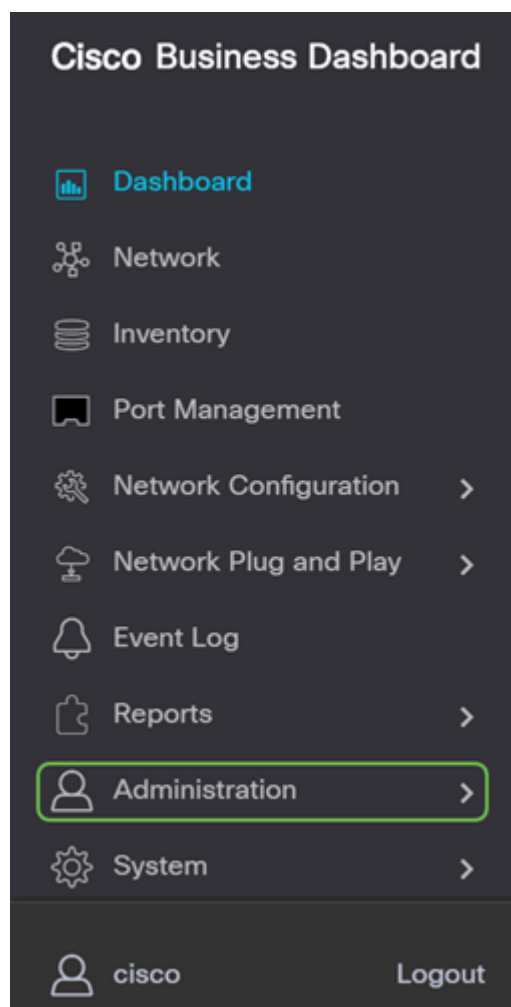 Cisco Business Dashboard
Dashboard
Network
Inventory
Port Management
Network Configuration
Network Plug and Play
Event Log
Reports
Administration
System
cisco Logout